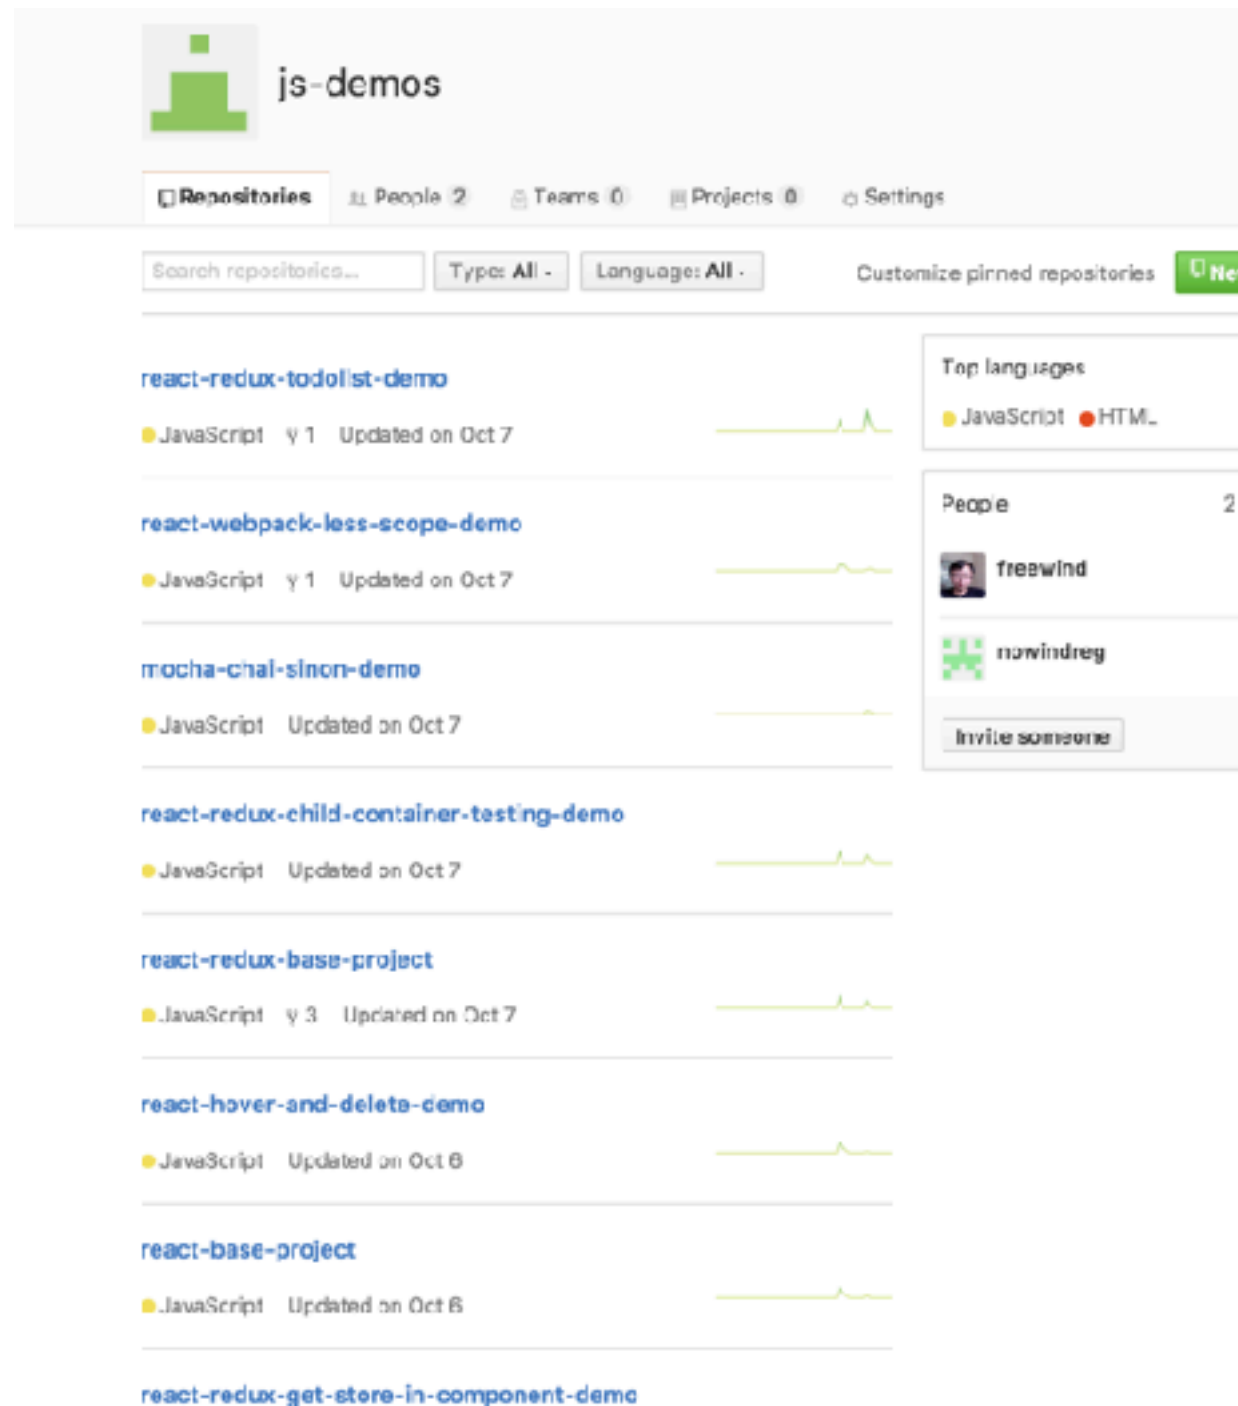 js-demos
Repositories People 2 Teams 0 Projects 0 Settings
Search repositories... Type: All Language: All Customize pinned repositories
react-redux-todolist-demo
JavaScript 1 Updated on Oct 7
Top languages
JavaScript HTML
react-webpack-less-scope-demo
JavaScript 1 Updated on Oct 7
People 2
freewind
nowindreg
Invite someone
mocha-chai-sinon-demo
JavaScript Updated on Oct 7
react-redux-child-container-testing-demo
JavaScript Updated on Oct 7
react-redux-base-project
JavaScript 3 Updated on Oct 7
react-hover-and-delete-demo
JavaScript Updated on Oct 6
react-base-project
JavaScript Updated on Oct 6
react-redux-get-store-in-component-demo